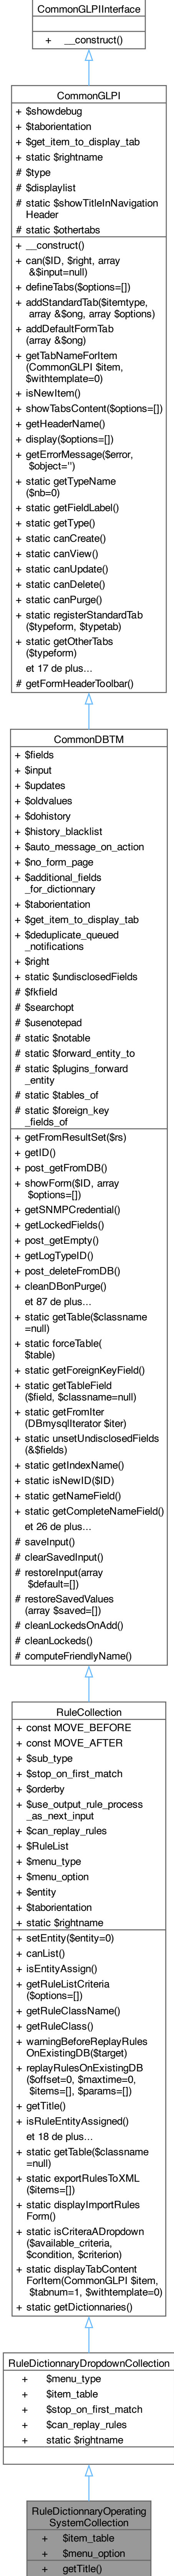 CommonGLPIInterface
+ __construct()
CommonGLPI
+ $showdebug
+ $taborientation
+ $get_item_to_display_tab
+ static $rightname
# $type
# $displaylist
# static $showTitleInNavigation
Header
# static $othertabs
+ __construct()
+ can($ID, $right, array
&$input=null)
+ defineTabs($options=[])
+ addStandardTab($itemtype,
array &$ong, array $options)
+ addDefaultFormTab
(array &$ong)
+ getTabNameForItem
(CommonGLPI $item,
$withtemplate=0)
+ isNewItem()
+ showTabsContent($options=[])
+ getHeaderName()
+ display($options=[])
+ getErrorMessage($error,
$object='')
+ static getTypeName
($nb=0)
+ static getFieldLabel()
+ static getType()
+ static canCreate()
+ static canView()
+ static canUpdate()
+ static canDelete()
+ static canPurge()
+ static registerStandardTab
($typeform, $typetab)
+ static getOtherTabs
($typeform)
et 17 de plus...
# getFormHeaderToolbar()
CommonDBTM
+ $fields
+ $input
+ $updates
+ $oldvalues
+ $dohistory
+ $history_blacklist
+ $auto_message_on_action
+ $no_form_page
+ $additional_fields
_for_dictionnary
+ $taborientation
+ $get_item_to_display_tab
+ $deduplicate_queued
_notifications
+ $right
+ static $undisclosedFields
# $fkfield
# $searchopt
# $usenotepad
# static $notable
# static $forward_entity_to
# static $plugins_forward
_entity
# static $tables_of
# static $foreign_key
_fields_of
+ getFromResultSet($rs)
+ getID()
+ post_getFromDB()
+ showForm($ID, array
$options=[])
+ getSNMPCredential()
+ getLockedFields()
+ post_getEmpty()
+ getLogTypeID()
+ post_deleteFromDB()
+ cleanDBonPurge()
et 87 de plus...
+ static getTable($classname
=null)
+ static forceTable(
$table)
+ static getForeignKeyField()
+ static getTableField
($field, $classname=null)
+ static getFromIter
(DBmysqlIterator $iter)
+ static unsetUndisclosedFields
(&$fields)
+ static getIndexName()
+ static isNewID($ID)
+ static getNameField()
+ static getCompleteNameField()
et 26 de plus...
# saveInput()
# clearSavedInput()
# restoreInput(array
$default=[])
# restoreSavedValues
(array $saved=[])
# cleanLockedsOnAdd()
# cleanLockeds()
# computeFriendlyName()
RuleCollection
+ const MOVE_BEFORE
+ const MOVE_AFTER
+ $sub_type
+ $stop_on_first_match
+ $orderby
+ $use_output_rule_process
_as_next_input
+ $can_replay_rules
+ $RuleList
+ $menu_type
+ $menu_option
+ $entity
+ $taborientation
+ static $rightname
+ setEntity($entity=0)
+ canList()
+ isEntityAssign()
+ getRuleListCriteria
($options=[])
+ getRuleClassName()
+ getRuleClass()
+ warningBeforeReplayRules
OnExistingDB($target)
+ replayRulesOnExistingDB
($offset=0, $maxtime=0,
$items=[], $params=[])
+ getTitle()
+ isRuleEntityAssigned()
et 18 de plus...
+ static getTable($classname
=null)
+ static exportRulesToXML
($items=[])
+ static displayImportRules
Form()
+ static isCriteraADropdown
($available_criteria,
$condition, $criterion)
+ static displayTabContent
ForItem(CommonGLPI $item,
$tabnum=1, $withtemplate=0)
+ static getDictionnaries()
RuleDictionnaryDropdownCollection
+ $menu_type
+ $item_table
+ $stop_on_first_match
+ $can_replay_rules
+ static $rightname
RuleDictionnaryOperating
SystemCollection
+ $item_table
+ $menu_option
+ getTitle()